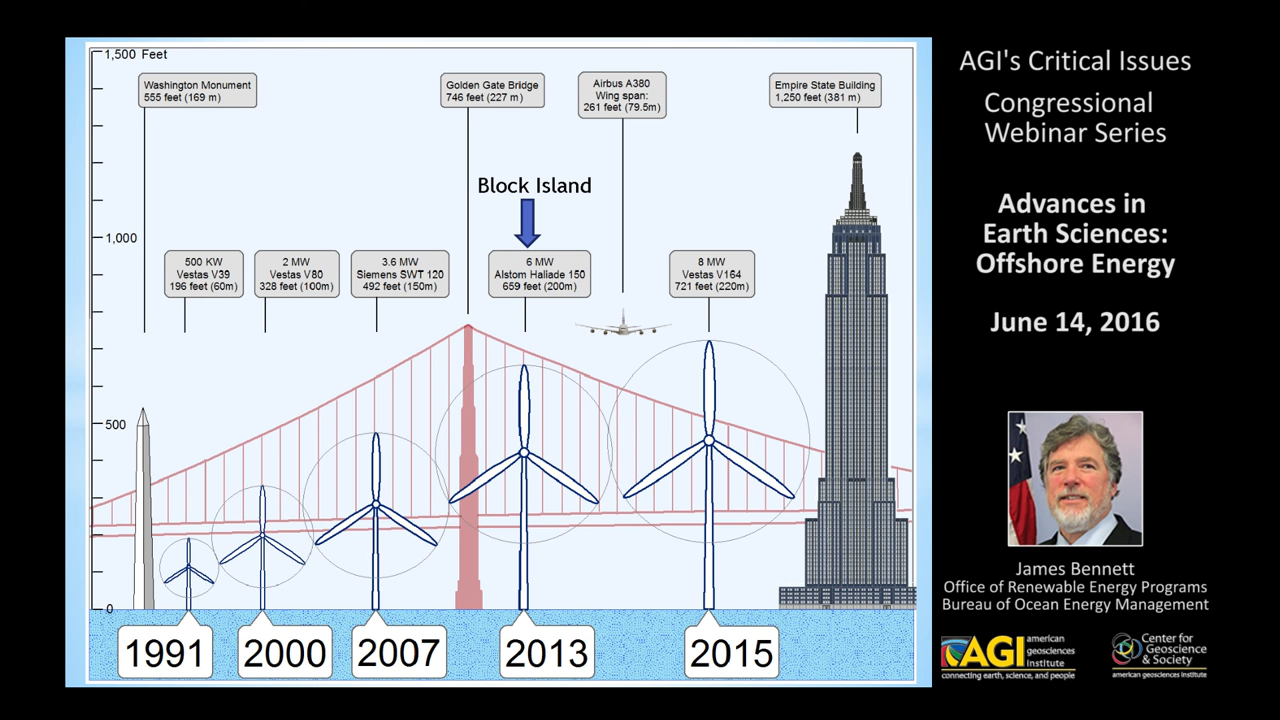 1,500 Feet
Washington Monument
555 feet (169 m)
Golden Gate Bridge
746 feet (227 m)
Airbus A380
Wing span:
261 feet (79.5m)
Empire State Building
1,250 feet (381 m)
Block Island
1,000
500 KW
Vestas V39
196 feet (60m)
2 MW
Vestas V80
328 feet (100m)
3.6 MW
Siemens SWT 120
492 feet (150m)
6 MW
Alstom Haliade 150
659 feet (200m)
8 MW
Vestas V164
721 feet (220m)
500
0
1991
2000
2007
2013
2015
AGI's Critical Issues
Congressional
Webinar Series
Advances in
Earth Sciences:
Offshore Energy
June 14, 2016
James Bennett
Office of Renewable Energy Programs
Bureau of Ocean Energy Management
AGI
american
geosciences
institute
connecting earth, science, and people
Center for
Geoscience
& Society
american geosciences institute